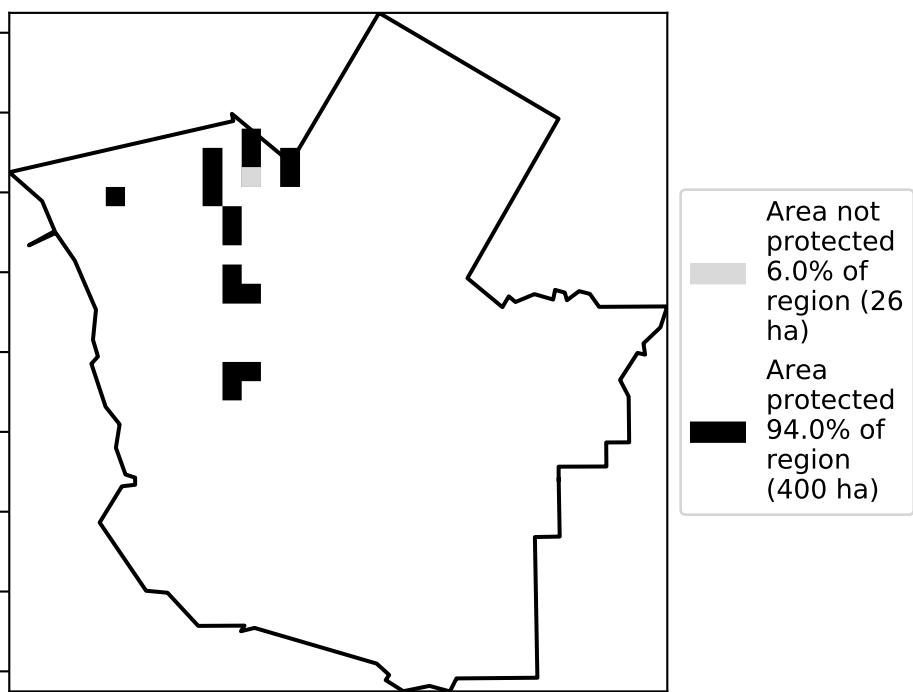 Area not
protected
6.0% of
region (26
ha)
Area
protected
94.0% of
region
(400 ha)